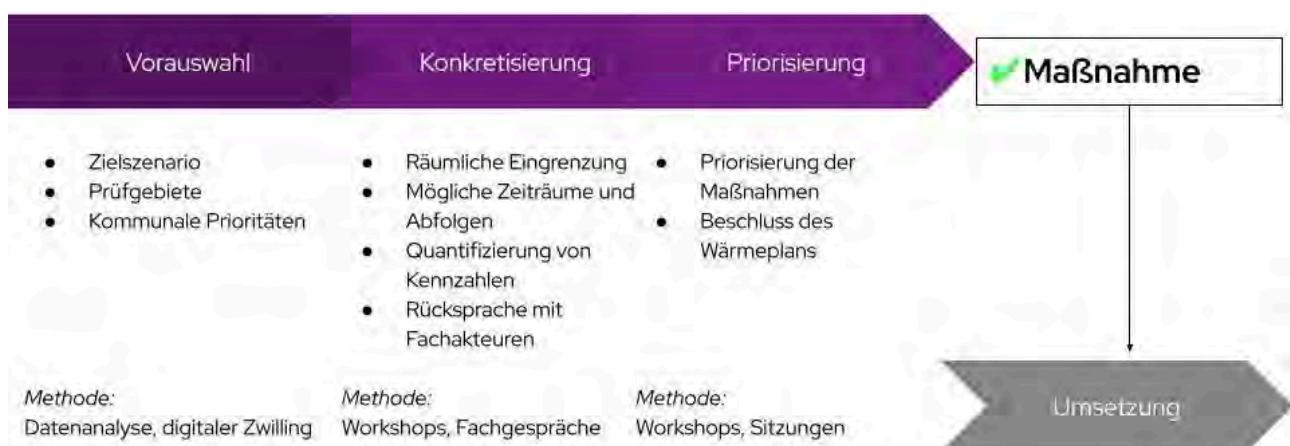 Vorauswahl
Konkretisierung
Priorisierung
✔ Maßnahme
● Zielszenario
● Prüfgebiete
● Kommunale Prioritäten
● Räumliche Eingrenzung
● Mögliche Zeiträume und
Abfolgen
● Quantifizierung von
Kennzahlen
● Rücksprache mit
Fachakteuren
● Priorisierung der
Maßnahmen
● Beschluss des
Wärmeplans
Methode:
Datenanalyse, digitaler Zwilling
Methode:
Workshops, Fachgespräche
Methode:
Workshops, Sitzungen
Umsetzung